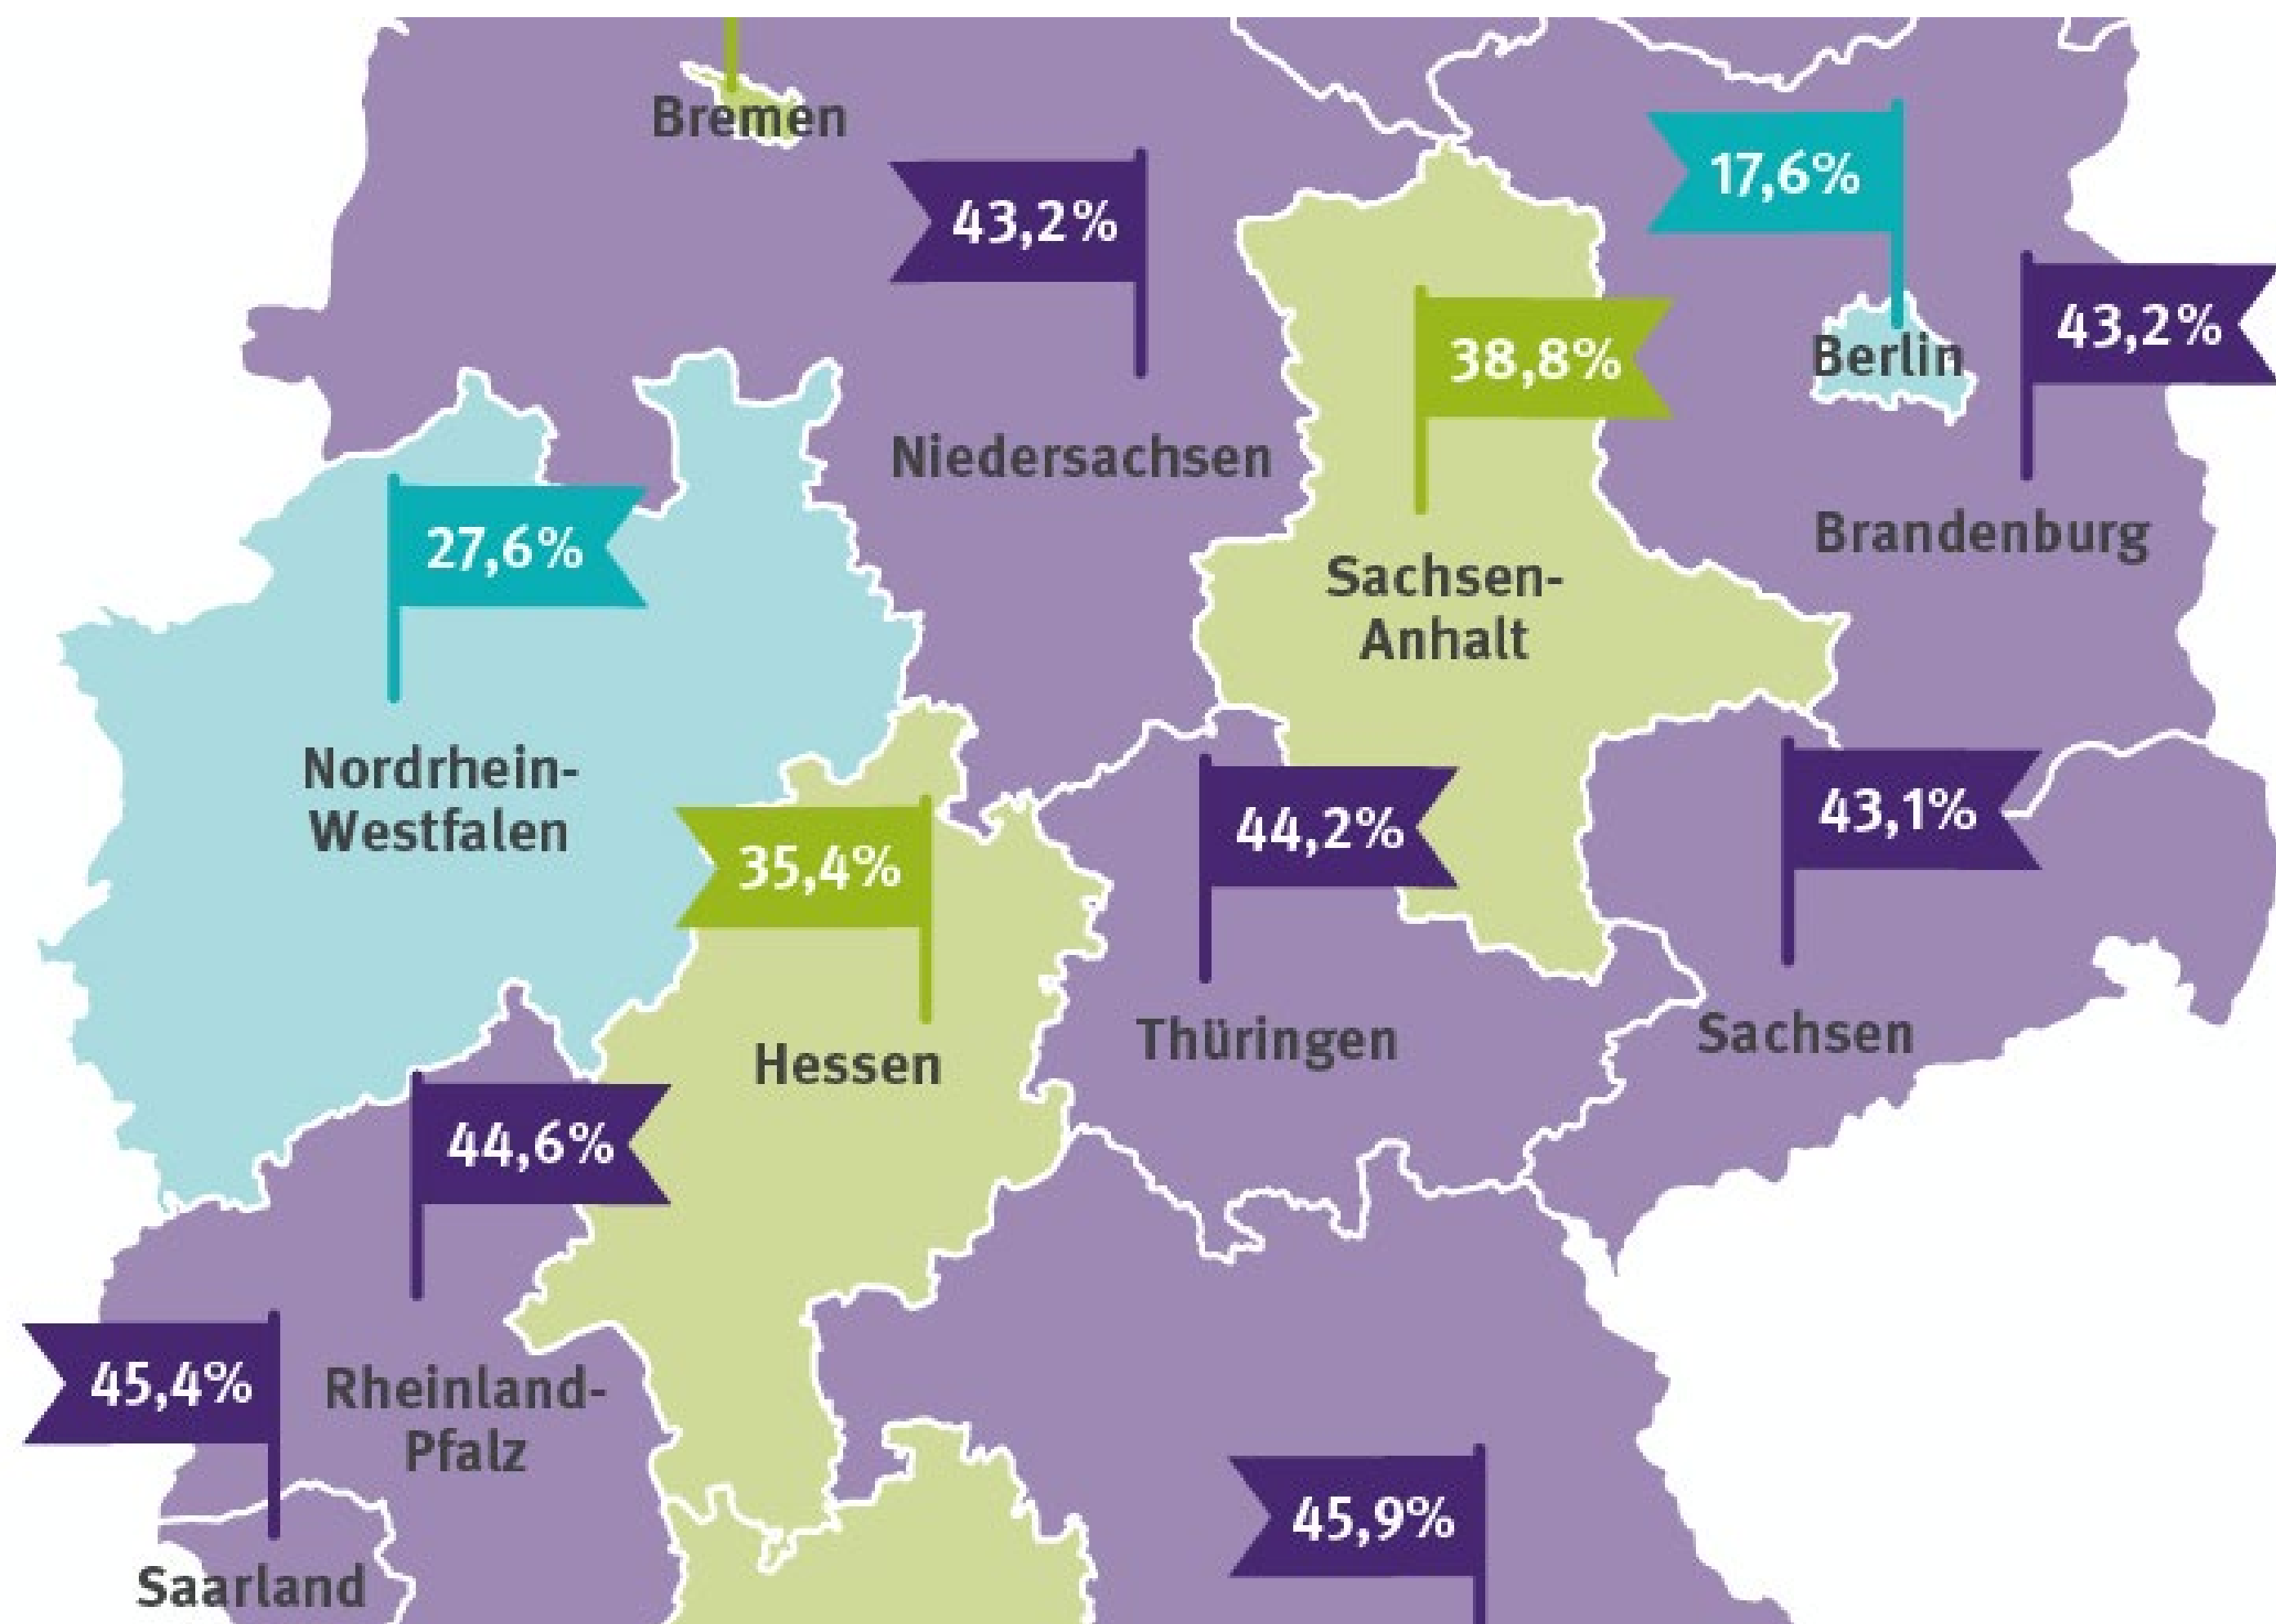 Bremen
17,6%
43,2%
43,2%
38,8%
Berlin
Niedersachsen
Brandenburg
27,6%
Sachsen-
Anhalt
Nordrhein-
Westfalen
43,1%
44,2%
35,4%
Sachsen
Thüringen
Hessen
44,6%
45,4%
Rheinland-
Pfalz
45,9%
Saarland